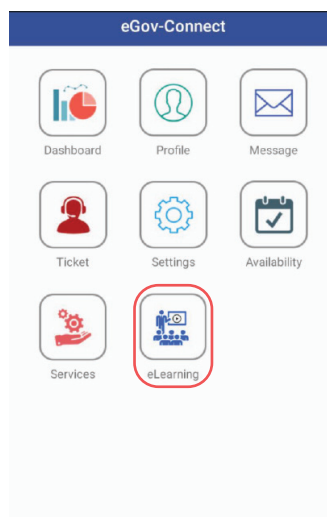 eGov-Connect
Dashboard Profile Message
Ticket Settings Availability
Services eLearning